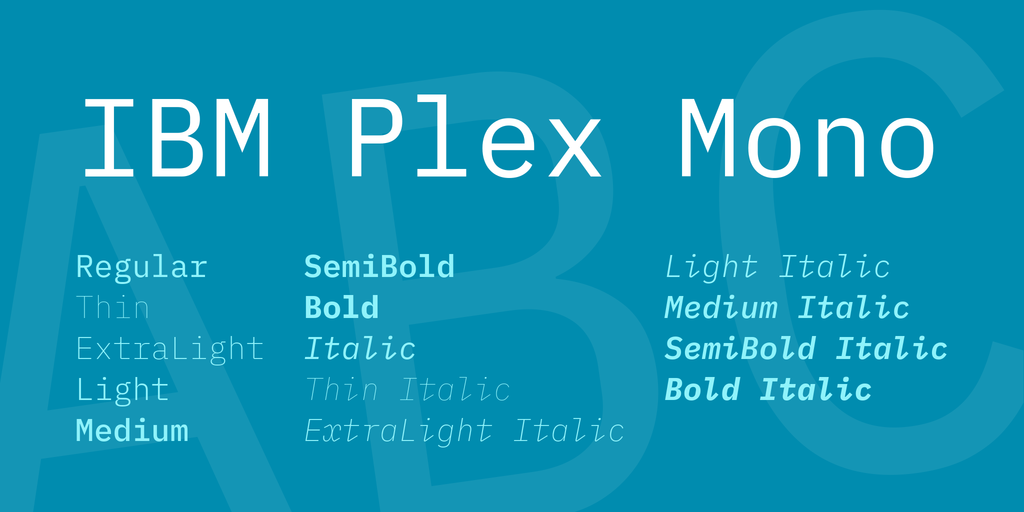 ABC
IBM Plex Mono
Regular
Thin
ExtraLight
Light
Medium
SemiBold
Bold
Italic
Thin Italic
ExtraLight Italic
Light Italic
Medium Italic
SemiBold Italic
Bold Italic